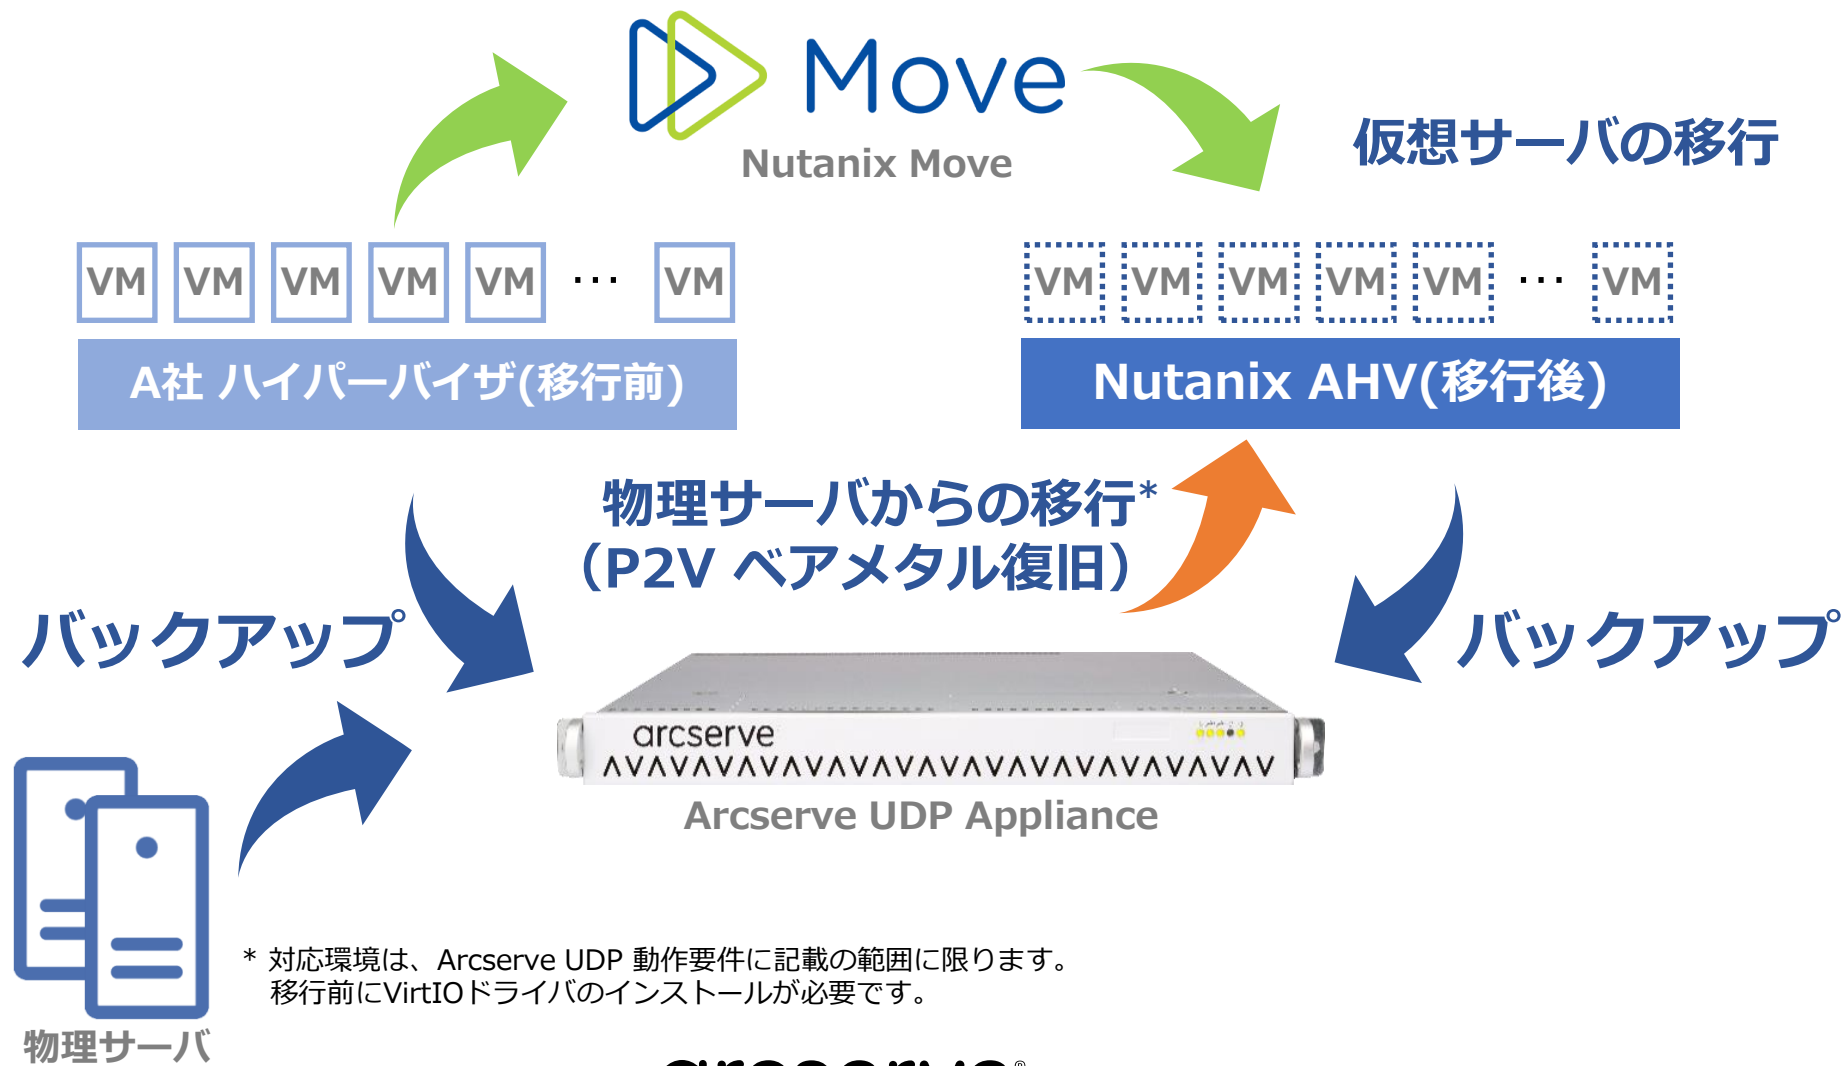 Move
Nutanix Move
仮想サーバの移行
VM VM VM VM VM ··· VM
VM VM VM VM VM ··· VM
A社 ハイパーバイザ(移行前)
Nutanix AHV(移行後)
物理サーバからの移行*
（P2V ベアメタル復旧）
バックアップ
バックアップ
arcserve
Arcserve UDP Appliance
* 対応環境は、Arcserve UDP 動作要件に記載の範囲に限ります。
移行前にVirtIOドライバのインストールが必要です。
物理サーバ
arcserve®